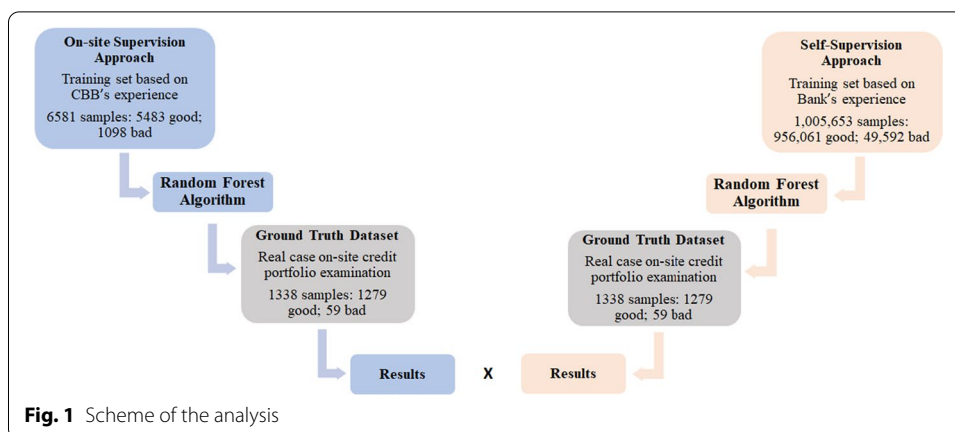 On-site Supervision
Approach
Training set based on
CBB's experience
6581 samples: 5483 good;
1098 bad
Random Forest
Algorithm
Ground Truth Dataset
Real case on-site credit
portfolio examination
1338 samples: 1279
good; 59 bad
Results
X
Self-Supervision
Approach
Training set based on
Bank's experience
1,005,653 samples:
956,061 good; 49,592 bad
Random Forest
Algorithm
Ground Truth Dataset
Real case on-site credit
portfolio examination
1338 samples: 1279
good; 59 bad
Results
Fig. 1 Scheme of the analysis